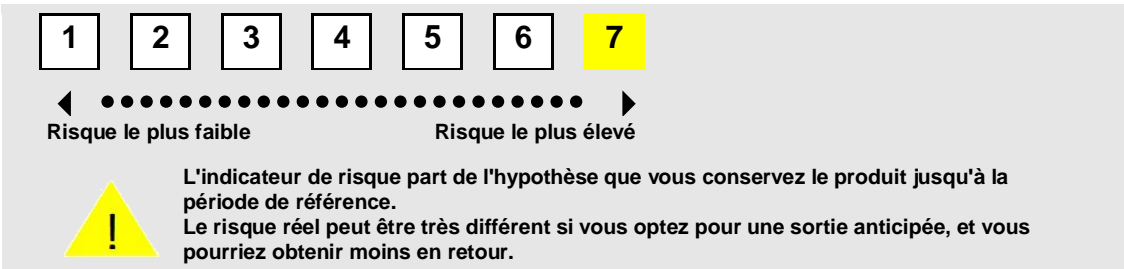 1 2 3 4 5 6 7
Risque le plus faible Risque le plus élevé
L'indicateur de risque part de l'hypothèse que vous conservez le produit jusqu'à la
période de référence.
Le risque réel peut être très différent si vous optez pour une sortie anticipée, et vous
pourriez obtenir moins en retour.
!